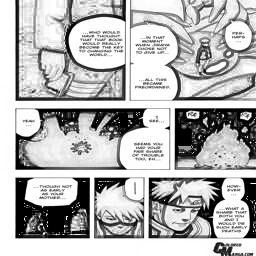 ...WHO WOULD
HAVE THOUGHT
THAT THAT BOOK
WOULD REALLY
BECOME THE KEY
TO CHANGING THE
WORLD...
...IN THAT
MOMENT
WHEN JIRAIYA
CHOSE NOT
TO GIVE UP...
PER-
HAPS
...ALL THIS
BECAME
PREORDAINED.
YEAH.
I
SEE...
SEEMS YOU
HAD YOUR
FAIR SHARE
OF TROUBLE
TOO, EH...
...THOUGH NOT
AS EARLY
AS YOUR
MOTHER...
!
HOW-
EVER
...WHAT A
SHAME THAT
BOTH YOU
AND I
WOULD DIE
SUCH EARLY
DEATHS.
COLORED
MANGA.COM